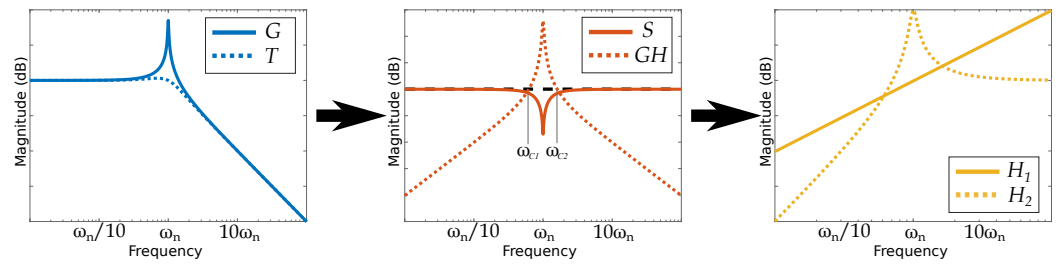 G
T
Magnitude (dB)
ωn/10
ωn
10ωn
Frequency
S
GH
Magnitude (dB)
ωC1
ωC2
ωn/10
ωn
10ωn
Frequency
H1
H2
Magnitude (dB)
ωn/10
ωn
10ωn
Frequency